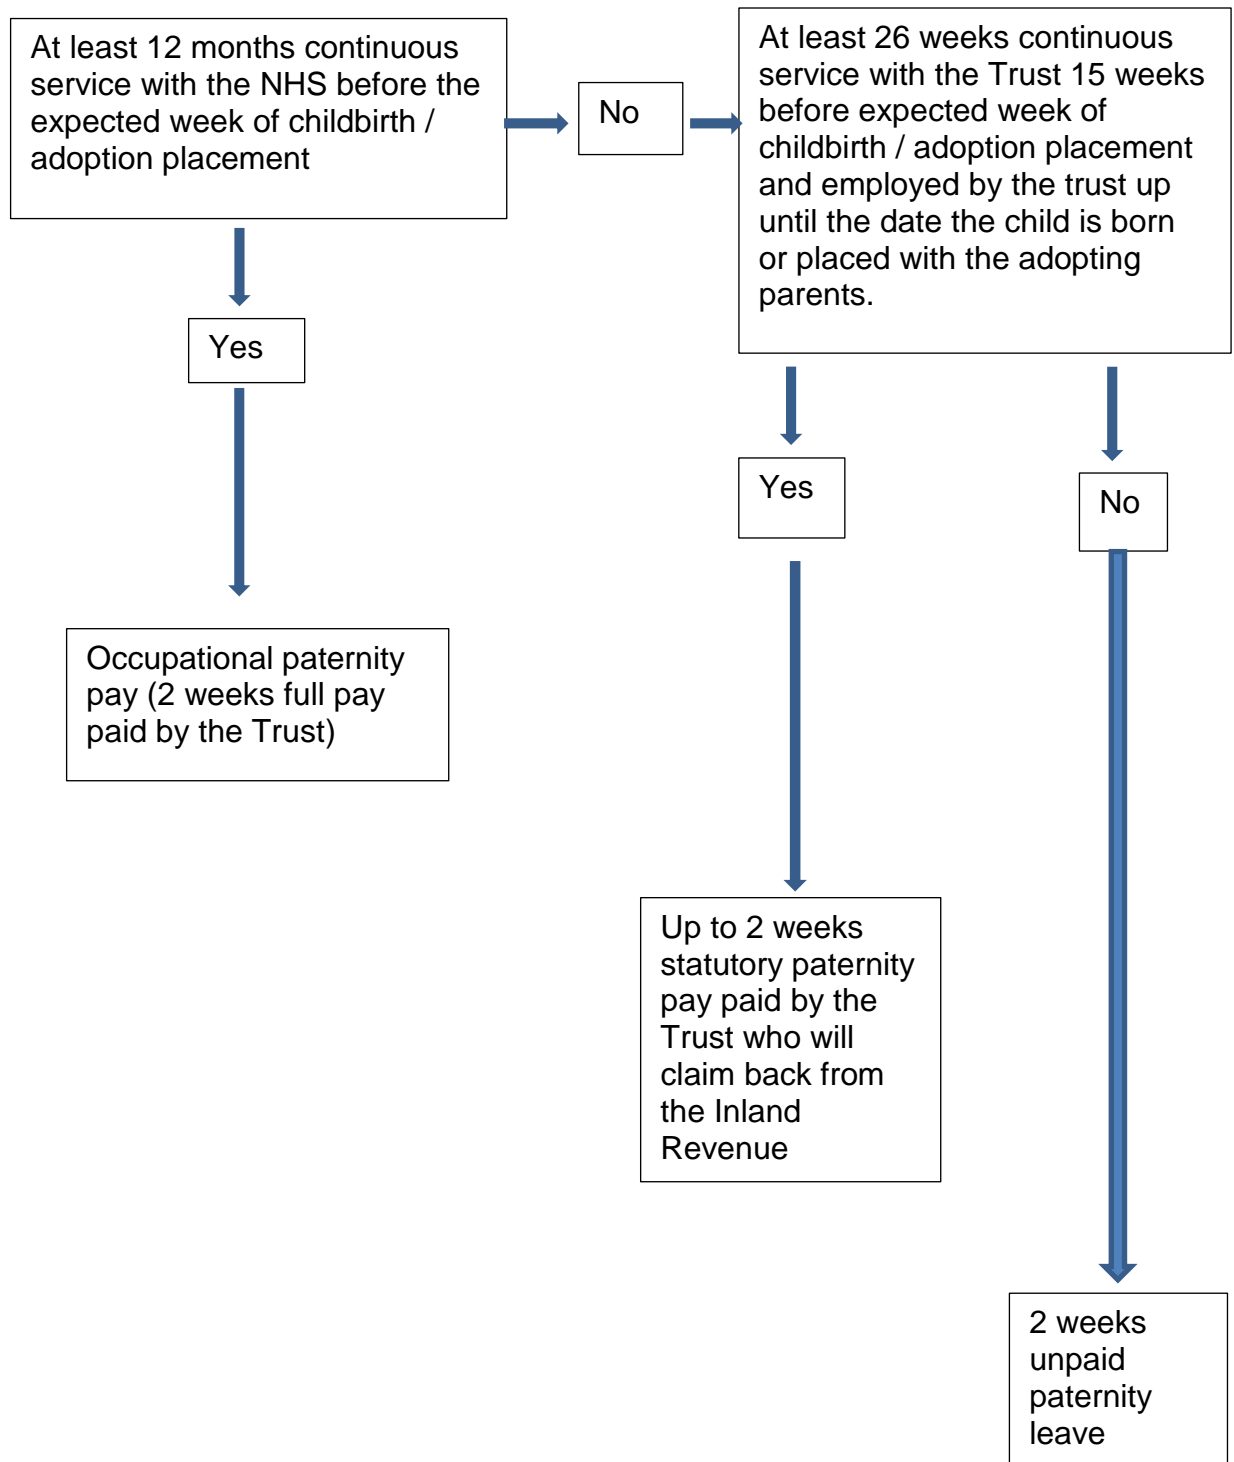 At least 12 months continuous
service with the NHS before the
expected week of childbirth /
adoption placement
No
At least 26 weeks continuous
service with the Trust 15 weeks
before expected week of
childbirth / adoption placement
and employed by the trust up
until the date the child is born
or placed with the adopting
parents.
Yes
Yes
No
Occupational paternity
pay (2 weeks full pay
paid by the Trust)
Up to 2 weeks
statutory paternity
pay paid by the
Trust who will
claim back from
the Inland
Revenue
2 weeks
unpaid
paternity
leave